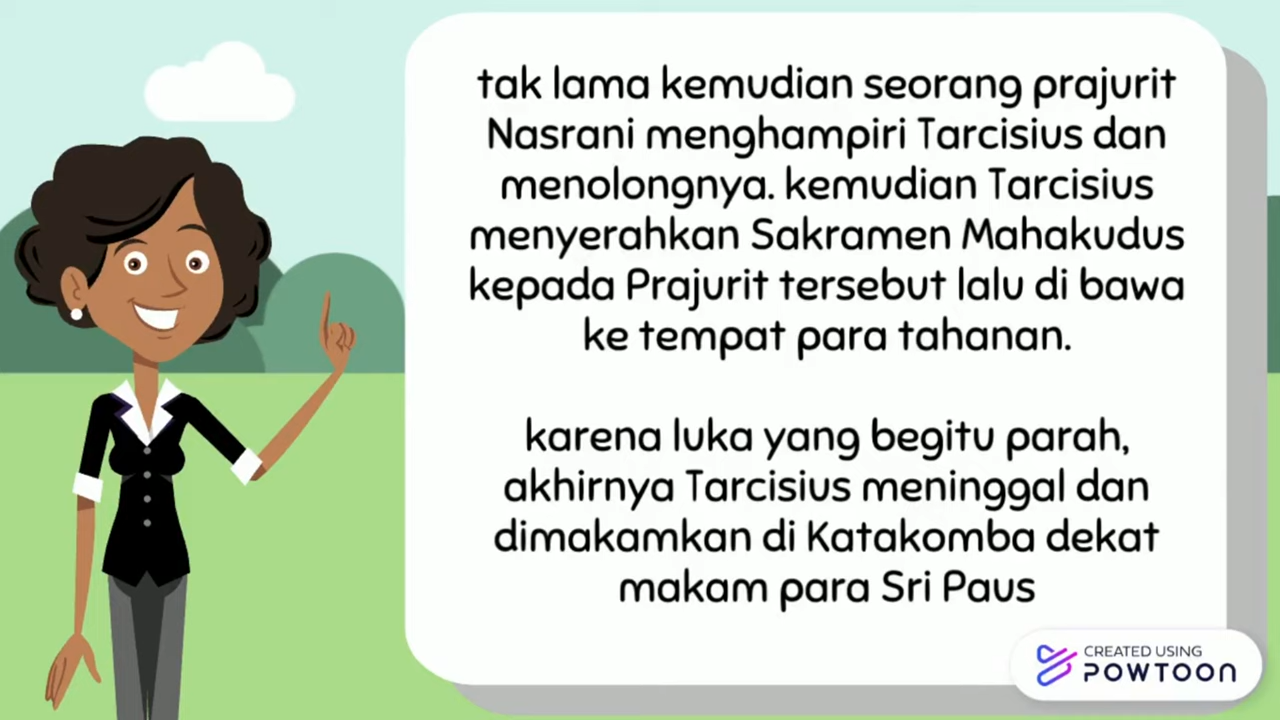 tak lama kemudian seorang prajurit
Nasrani menghampiri Tarcisius dan
menolongnya. kemudian Tarcisius
menyerahkan Sakramen Mahakudus
kepada Prajurit tersebut lalu di bawa
ke tempat para tahanan.
karena luka yang begitu parah,
akhirnya Tarcisius meninggal dan
dimakamkan di Katakomba dekat
makam para Sri Paus
CREATED USING
POWTOON